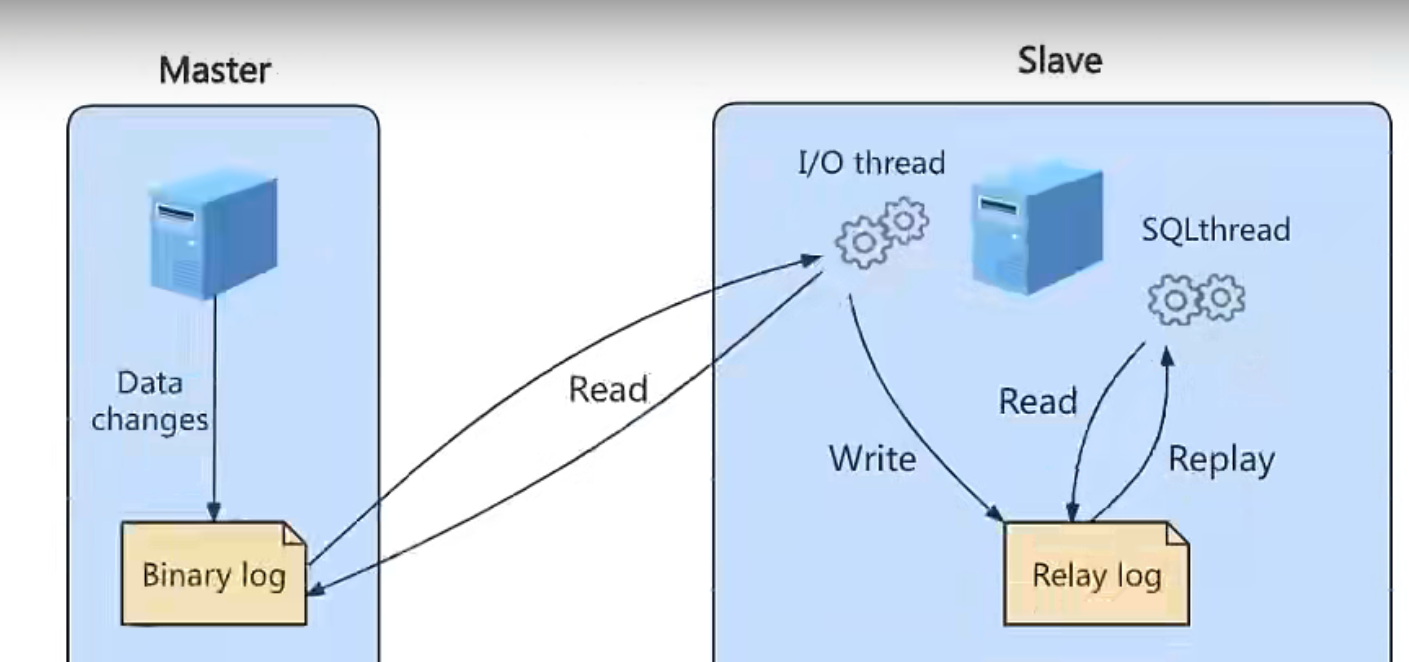 Master
Slave
I/O thread
SQLthread
Data
changes
Read
Read
Write
Replay
Binary log
Relay log